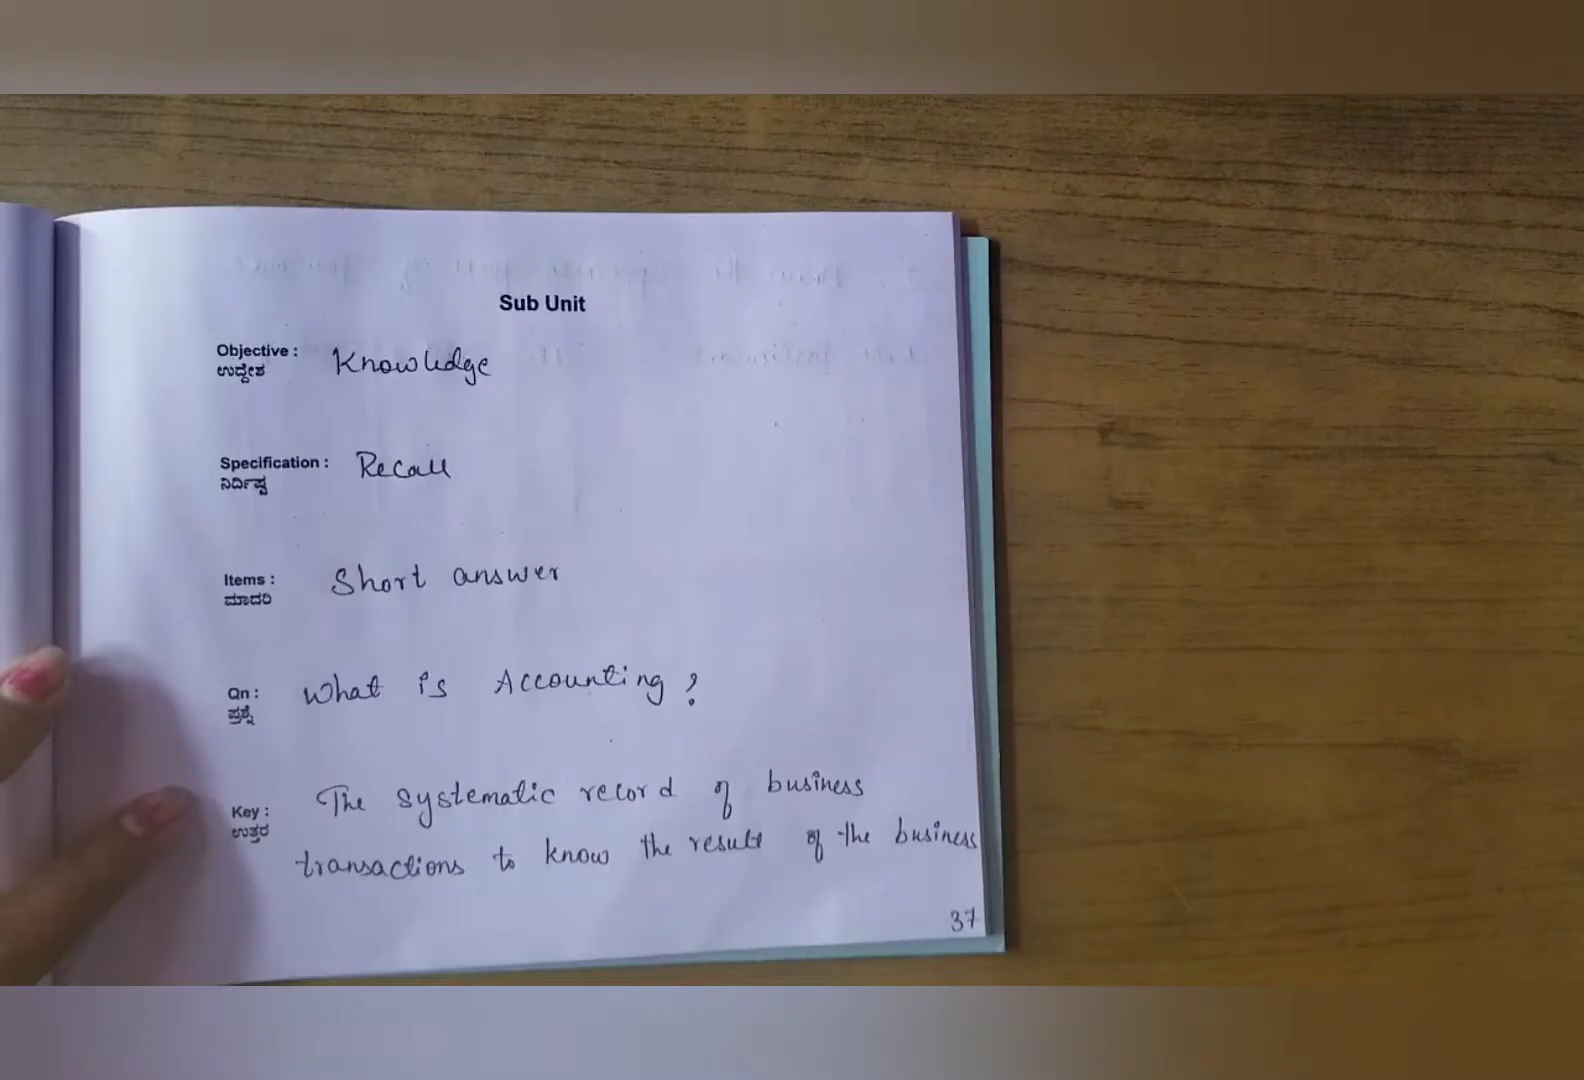 Sub Unit
Objective : Knowledge
ಉದ್ದೇಶ
Specification : Recall
ನಿರ್ದಿಷ್ಟ
Items : Short answer
ಮಾದರಿ
Qn : What is Accounting ?
ಪ್ರಶ್ನೆ
Key : The systematic record of business
ಉತ್ತರ
transactions to know the result of the business
37